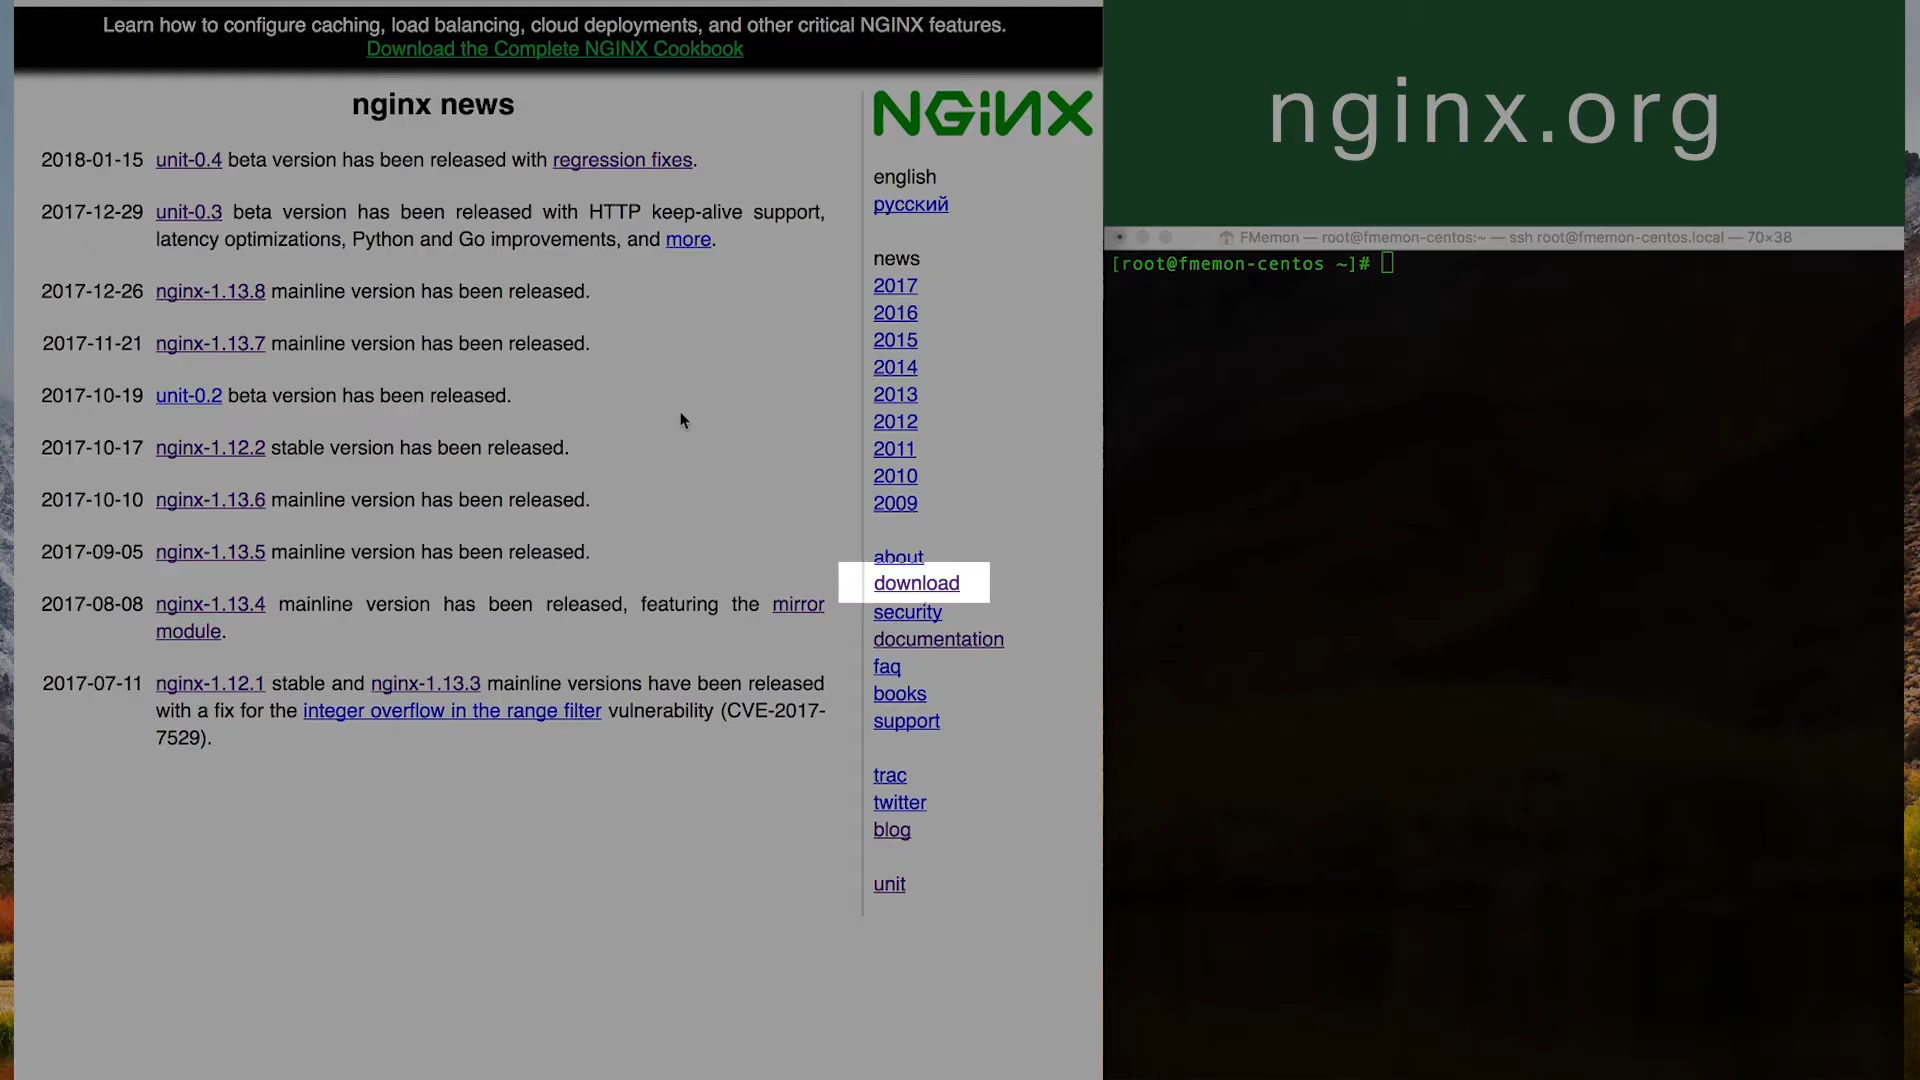 Learn how to configure caching, load balancing, cloud deployments, and other critical NGINX features.
Download the Complete NGINX Cookbook
nginx news
2018-01-15 unit-0.4 beta version has been released with regression fixes.
2017-12-29 unit-0.3 beta version has been released with HTTP keep-alive support,
latency optimizations, Python and Go improvements, and more.
2017-12-26 nginx-1.13.8 mainline version has been released.
2017-11-21 nginx-1.13.7 mainline version has been released.
2017-10-19 unit-0.2 beta version has been released.
2017-10-17 nginx-1.12.2 stable version has been released.
2017-10-10 nginx-1.13.6 mainline version has been released.
2017-09-05 nginx-1.13.5 mainline version has been released.
2017-08-08 nginx-1.13.4 mainline version has been released, featuring the mirror
module.
2017-07-11 nginx-1.12.1 stable and nginx-1.13.3 mainline versions have been released
with a fix for the integer overflow in the range filter vulnerability (CVE-2017-
7529).
NGINX
english
русский
news
2017
2016
2015
2014
2013
2012
2011
2010
2009
about
download
security
documentation
faq
books
support
trac
twitter
blog
unit
nginx.org
FMemon — root@fmemon-centos:~ — ssh root@fmemon-centos.local — 70×38
[root@fmemon-centos ~]#